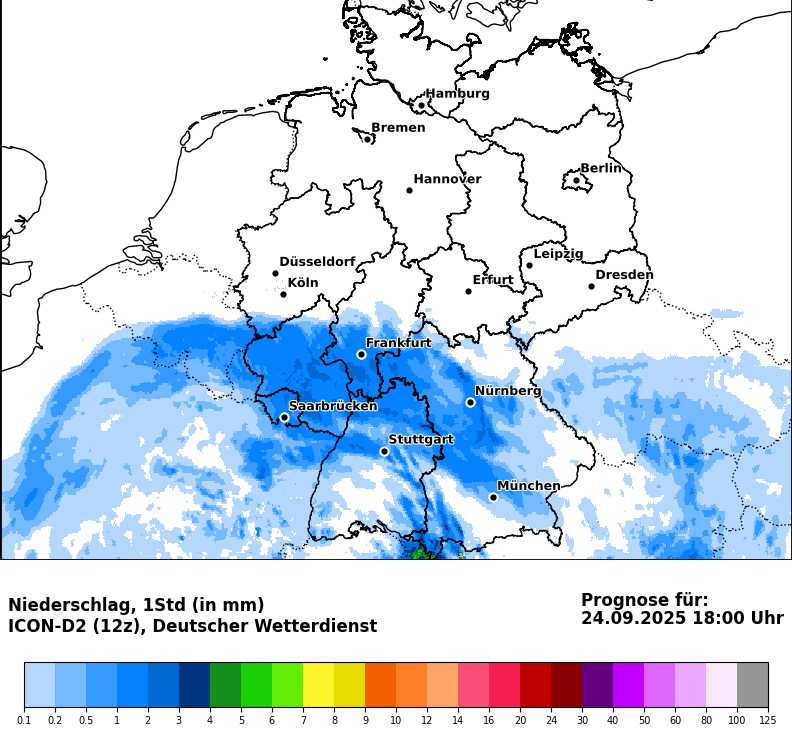 Hamburg
Bremen
Berlin
Hannover
Leipzig
Düsseldorf
Dresden
Köln
Erfurt
Frankfurt
Nürnberg
Saarbrücken
Stuttgart
München
Niederschlag, 1Std (in mm)
ICON-D2 (12z), Deutscher Wetterdienst
Prognose für:
24.09.2025 18:00 Uhr
0.1 0.2 0.5 1 2 3 4 5 6 7 8 9 10 12 14 16 20 24 30 40 50 60 80 100 125